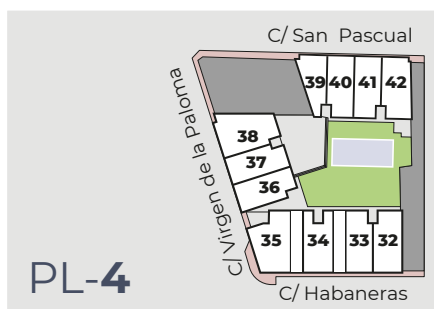 C/ San Pascual
39 40 41 42
C/ Virgen de la Paloma
38
37
36
35 34 33 32
PL-4
C/ Habaneras